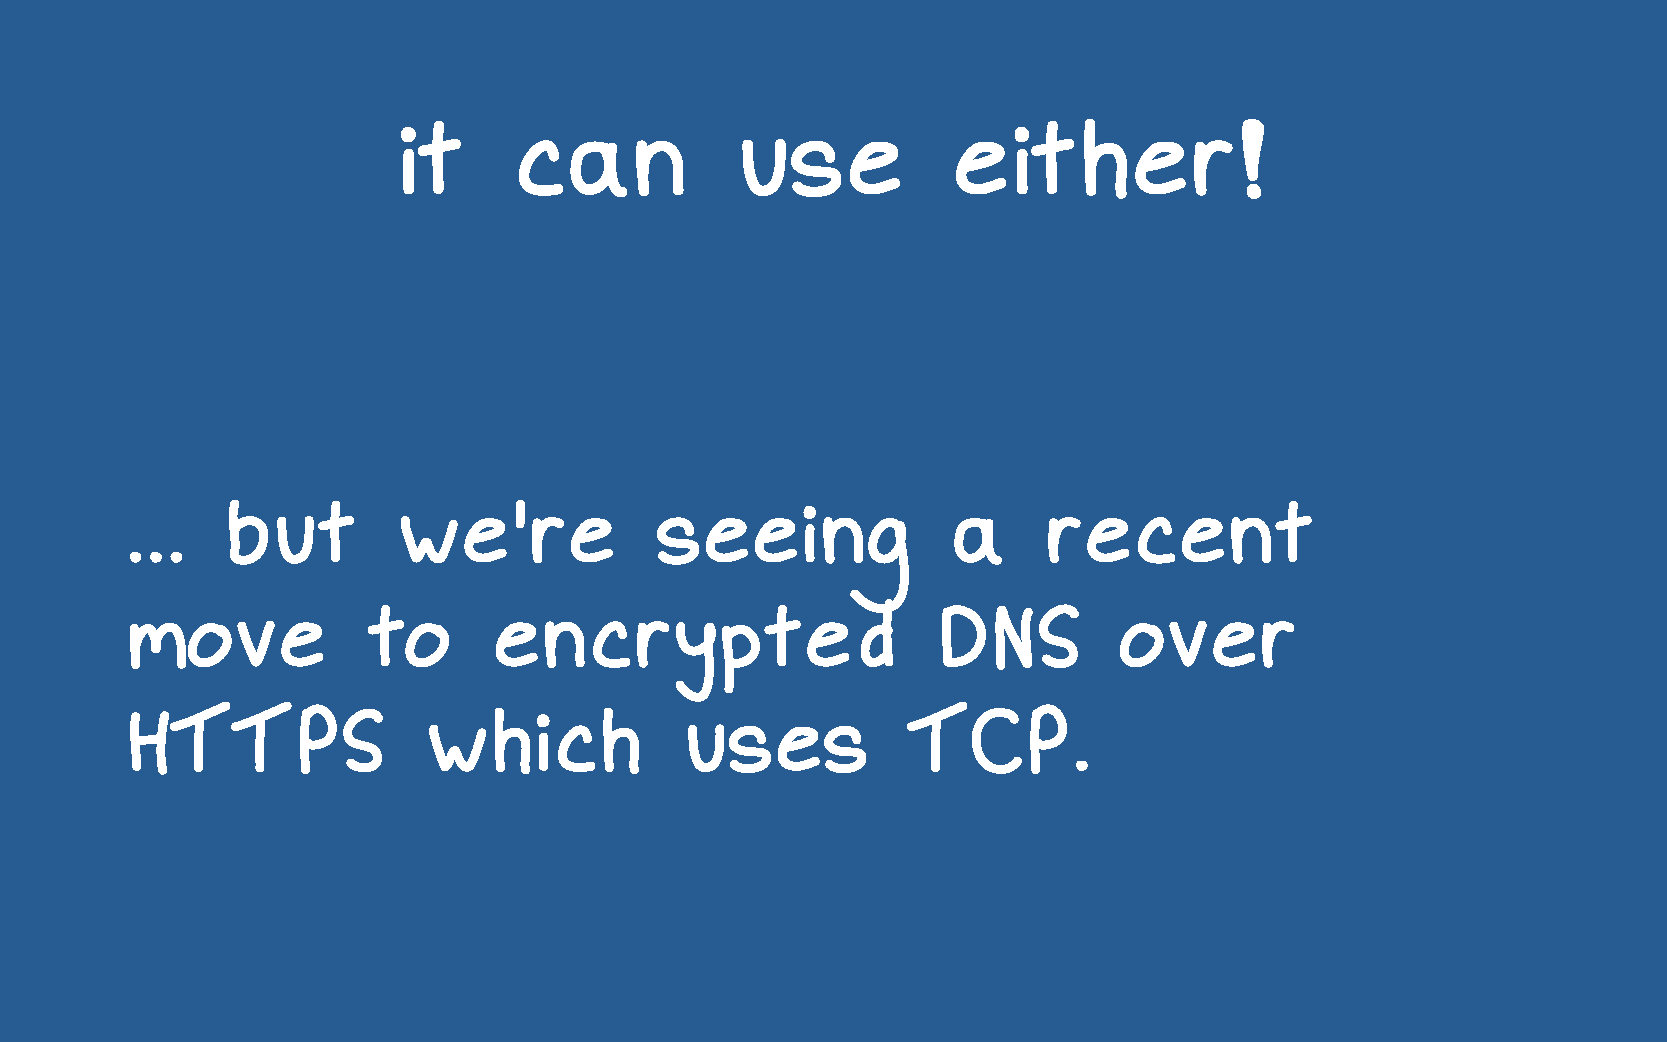 it can use either!
... but we're seeing a recent
move to encrypted DNS over
HTTPS which uses TCP.